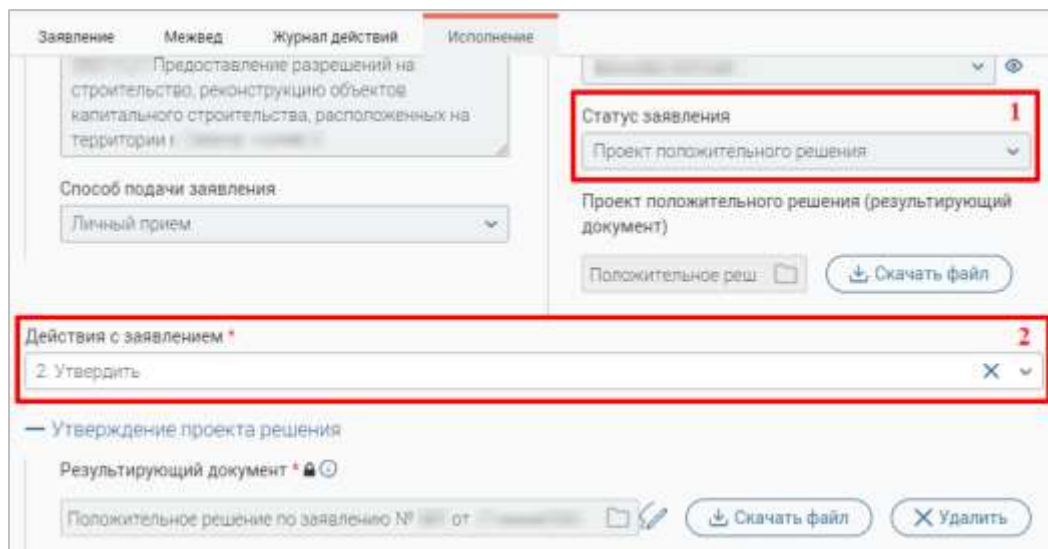 Заявление Межвед Журнал действий Исполнение
Предоставление разрешений на
строительство, реконструкцию объектов
капитального строительства, расположенных на
территории г.
Способ подачи заявления
Личный прием
Статус заявления 1
Проект положительного решения
Проект положительного решения (результирующий
документ)
Положительное реш Скачать файл
Действия с заявлением * 2
2. Утвердить
Утверждение проекта решения
Результирующий документ *
Положительное решение по заявлению № от Скачать файл Удалить